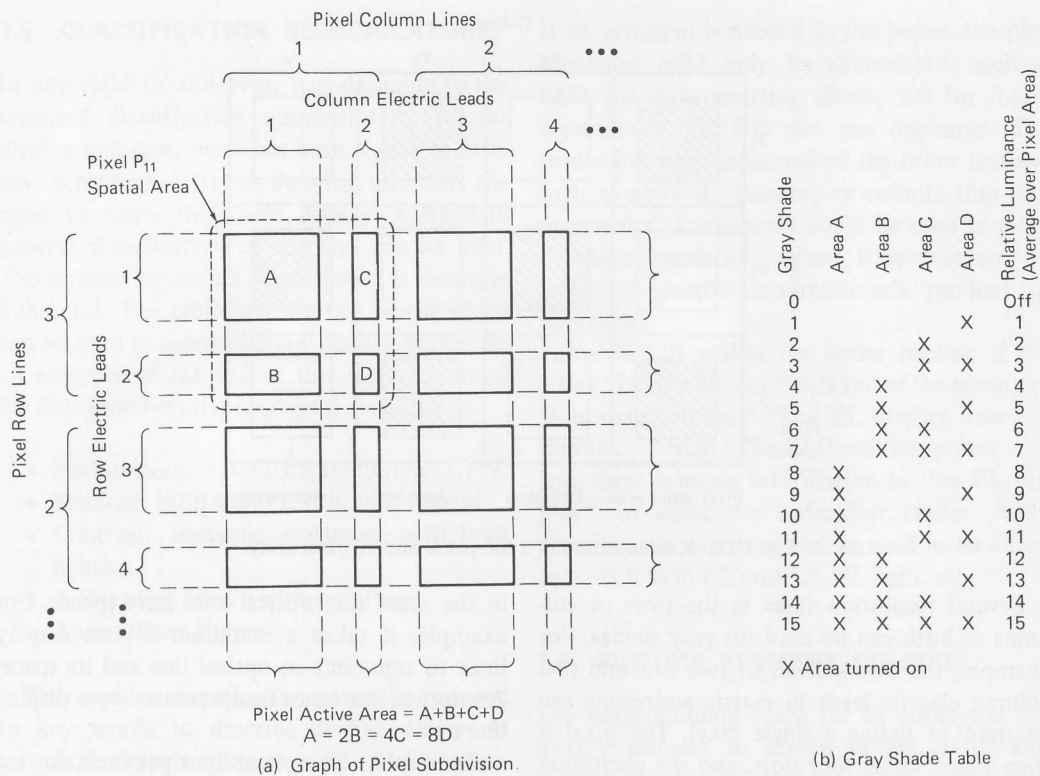 Pixel Column Lines
1 2 •••
Column Electric Leads
1 2 3 4 •••
Pixel P11
Spatial Area
Pixel Row Lines
Row Electric Leads
3
2
1
2
3
4
A C
B D
Pixel Active Area = A+B+C+D
A = 2B = 4C = 8D
(a) Graph of Pixel Subdivision.
Gray Shade Area A Area B Area C Area D Relative Luminance
(Average over Pixel Area)
0 Off
1 X 1
2 X 2
3 X X 3
4 X 4
5 X X 5
6 X X 6
7 X X X 7
8 X 8
9 X X 9
10 X X 10
11 X X X 11
12 X X 12
13 X X X 13
14 X X X 14
15 X X X X 15
X Area turned on
(b) Gray Shade Table